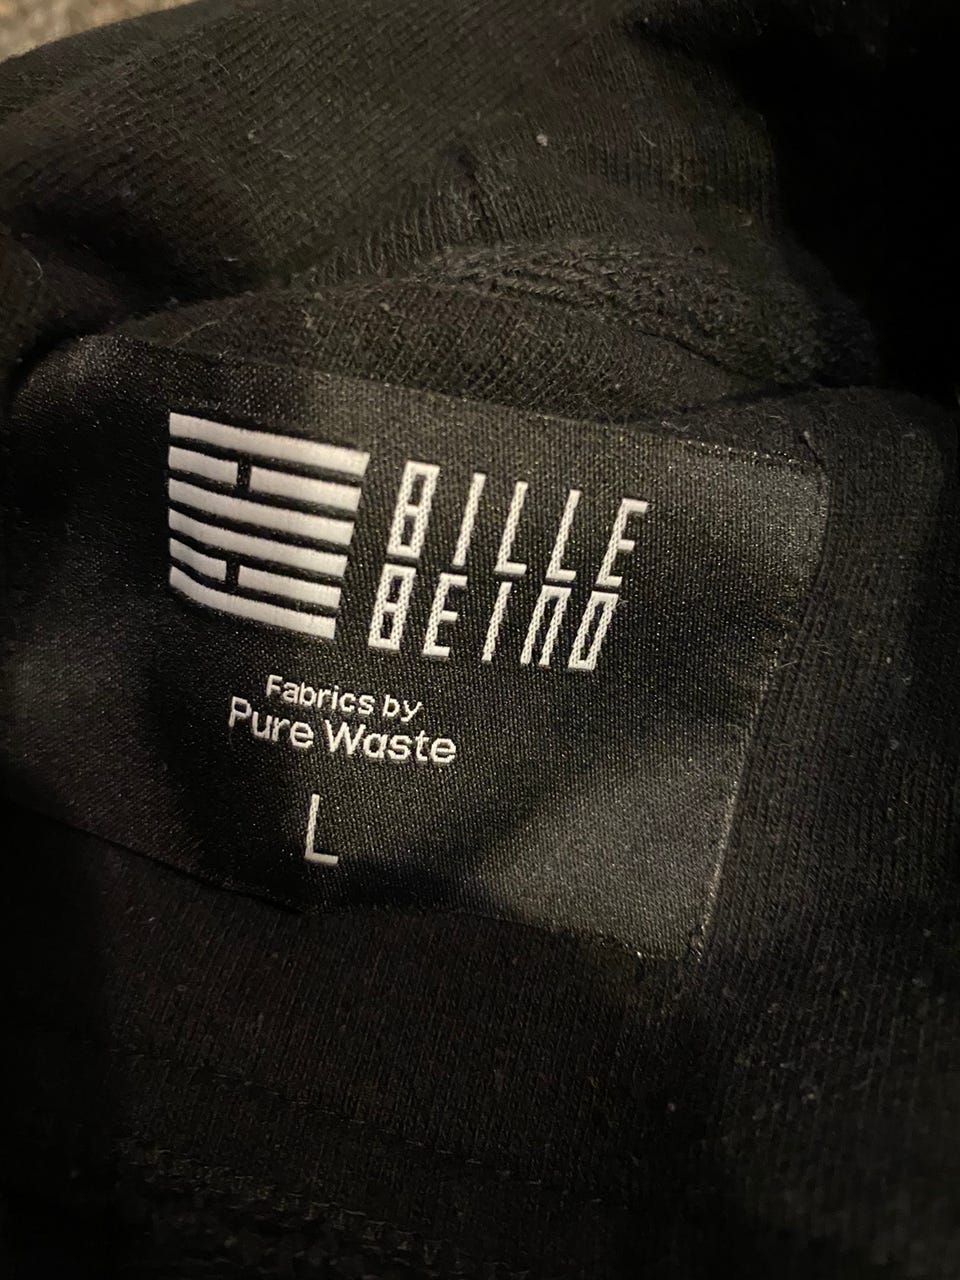 BILLE
BEINO
Fabrics by
Pure Waste
L